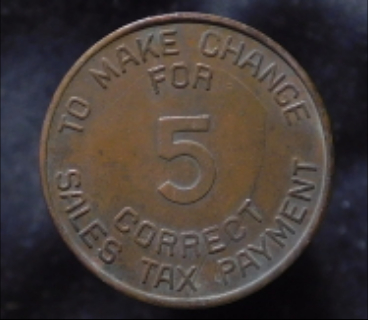 TO MAKE CHANGE
FOR
5
CORRECT
SALES TAX PAYMENT